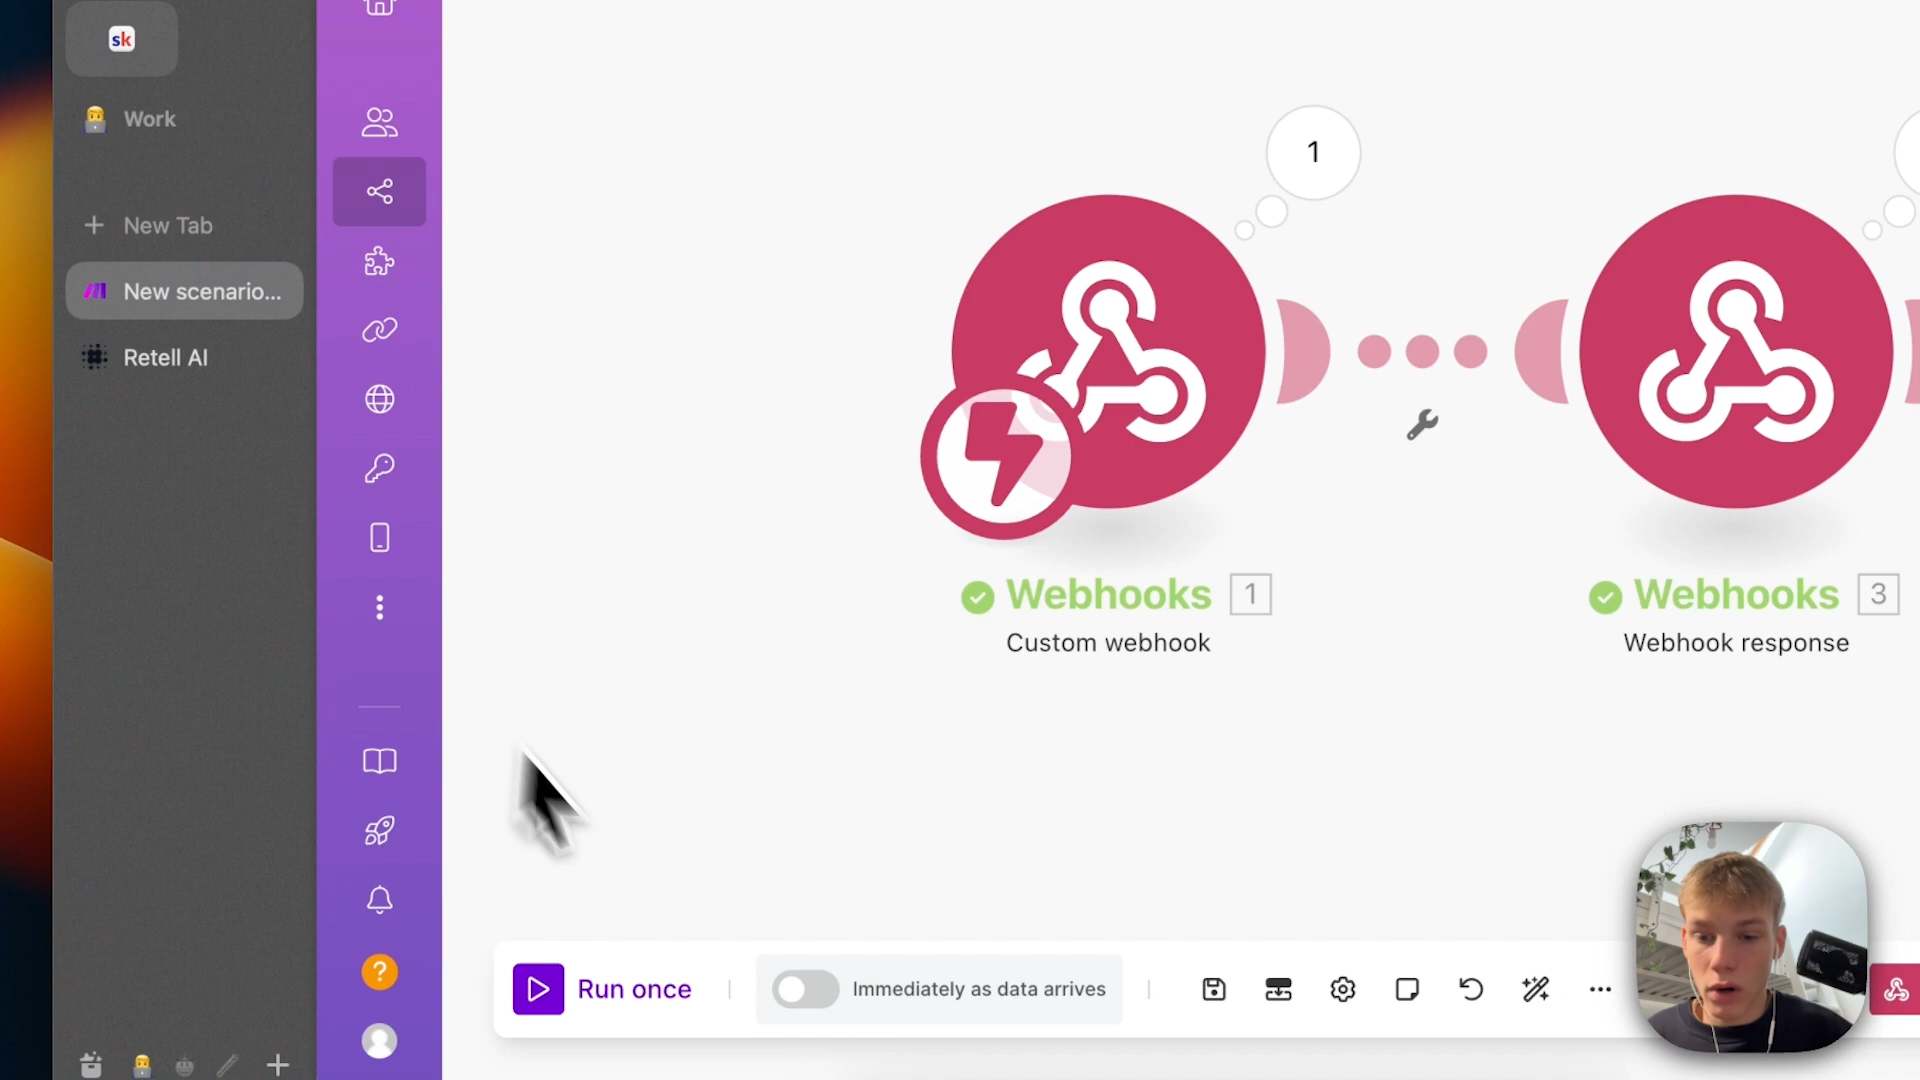 sk
Work
New Tab
New scenario...
Retell AI
1
Webhooks 1
Custom webhook
Webhooks 3
Webhook response
?
Run once
Immediately as data arrives